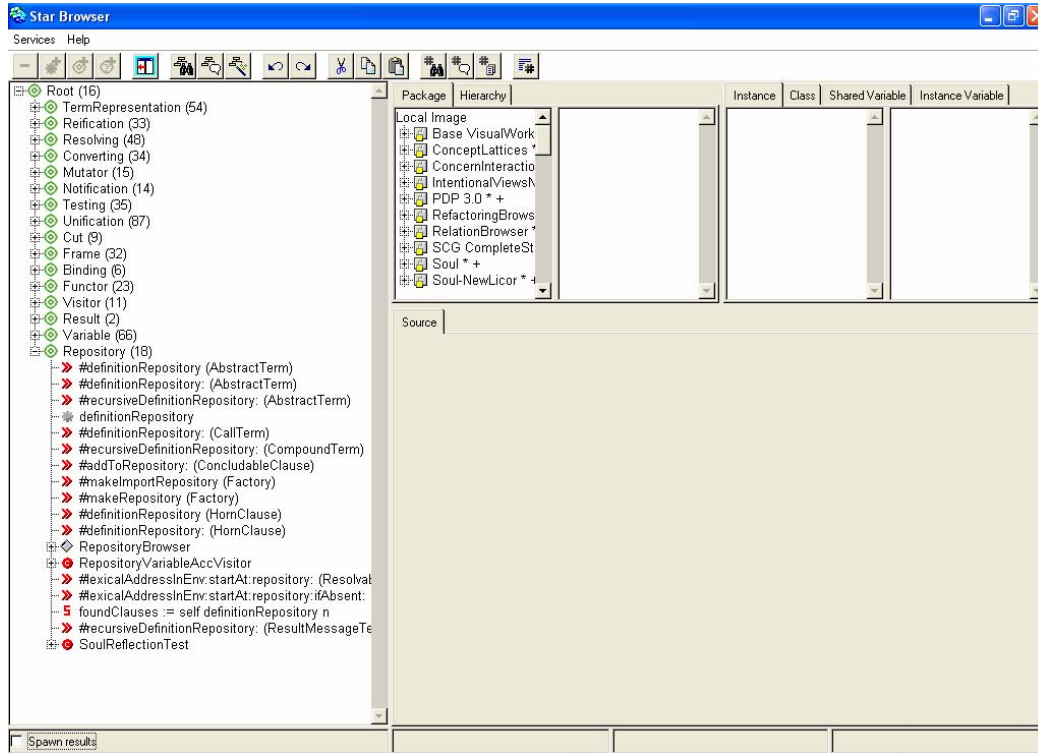 Star Browser
Services Help
Root (16)
TermRepresentation (54)
Reification (33)
Resolving (48)
Converting (34)
Mutator (15)
Notification (14)
Testing (35)
Unification (87)
Cut (9)
Frame (32)
Binding (6)
Functor (23)
Visitor (11)
Result (2)
Variable (66)
Repository (18)
#definitionRepository (AbstractTerm)
#definitionRepository: (AbstractTerm)
#recursiveDefinitionRepository: (AbstractTerm)
definitionRepository
#definitionRepository: (CallTerm)
#recursiveDefinitionRepository: (CompoundTerm)
#addToRepository: (ConcludableClause)
#makeImportRepository (Factory)
#makeRepository (Factory)
#definitionRepository (HornClause)
#definitionRepository: (HornClause)
RepositoryBrowser
RepositoryVariableAccVisitor
#lexicalAddressInEnv:startAt:repository: (Resolvab
#lexicalAddressInEnv:startAt:repository:ifAbsent:
foundClauses := self definitionRepository n
#recursiveDefinitionRepository: (ResultMessageTe
SoulReflectionTest
Spawn results
Package Hierarchy
Local Image
Base VisualWork
ConceptLattices *
ConcernInteractio
IntentionalViewsN
PDP 3.0 * +
RefactoringBrows
RelationBrowser *
SCG CompleteSt
Soul * +
Soul-NewLicor * +
Instance Class Shared Variable Instance Variable
Source